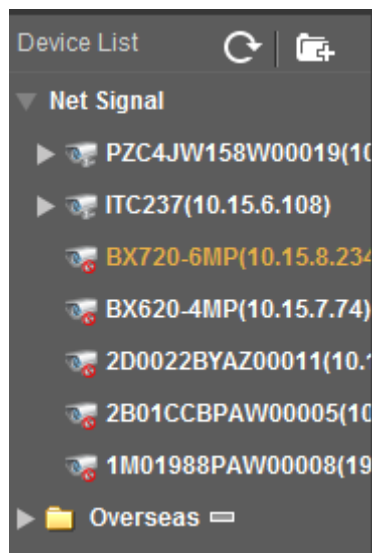 Device List
Net Signal
PZC4JW158W00019(10
ITC237(10.15.6.108)
BX720-6MP(10.15.8.234
BX620-4MP(10.15.7.74)
2D0022BYAZ00011(10.1
2B01CCBPAW00005(10
1M01988PAW00008(19
Overseas